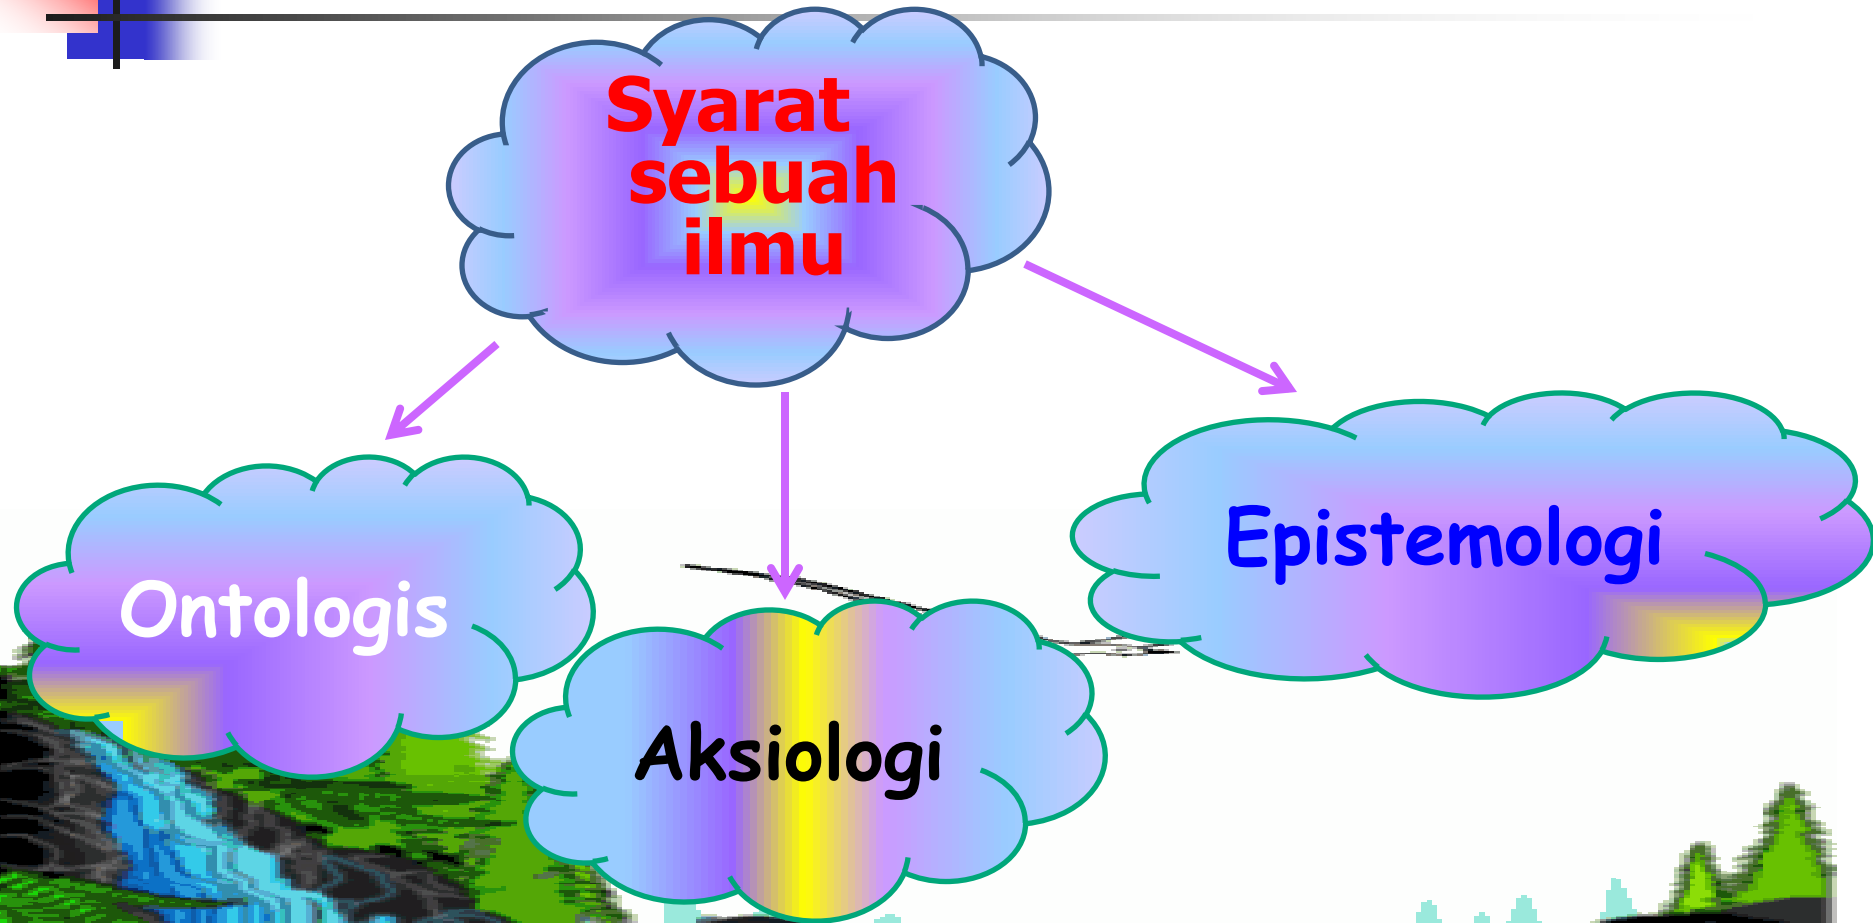 Syarat
sebuah
ilmu
Ontologis
Aksiologi
Epistemologi